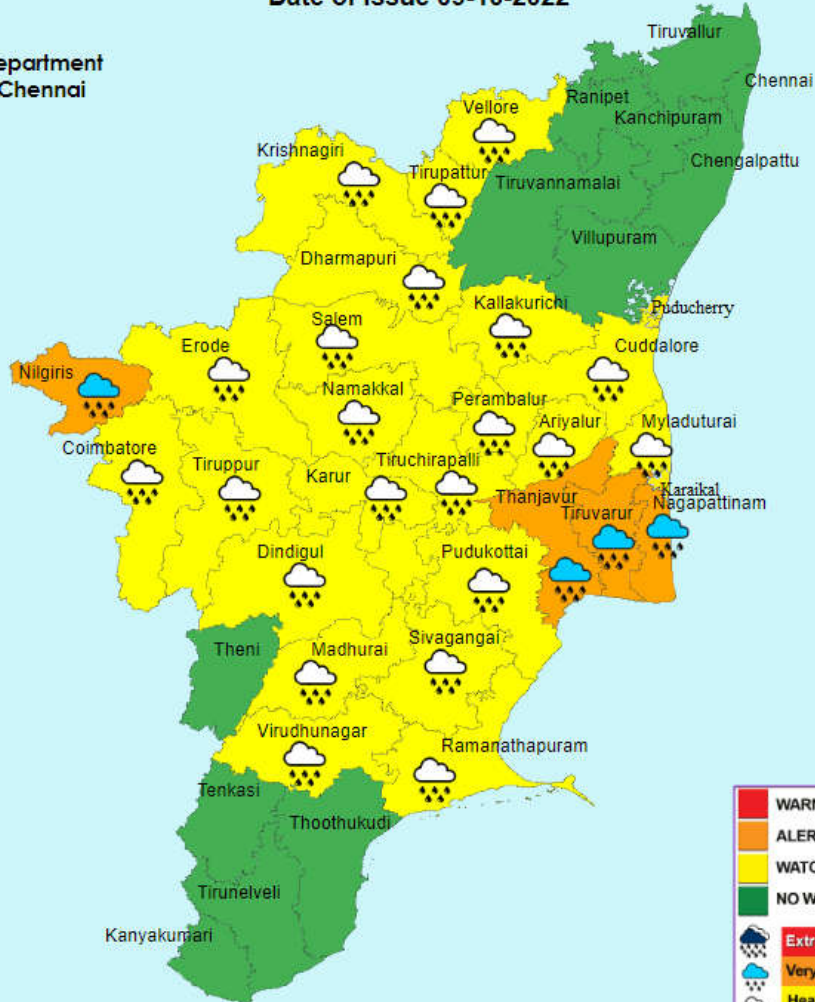 Tiruvallur
Chennai
Chennai
Ranipet
Vellore
Kanchipuram
Krishnagiri
Chengalpattu
Tirupattur
Tiruvannamalai
Villupuram
Dharmapuri
Kallakurichi
Puducherry
Salem
Erode
Cuddalore
Nilgiris
Namakkal
Perambalur
Ariyalur
Myladuturai
Coimbatore
Tiruppur
Karur
Tiruchirapalli
Karaikal
Thanjavur
Nagapattinam
Tiruvarur
Dindigul
Pudukottai
Sivagangai
Theni
Madhurai
Virudhunagar
Ramanathapuram
Tenkasi
Thoothukudi
Tirunelveli
Kanyakumari
WARN
ALER
WATC
NO W
Extr
Very
Hea